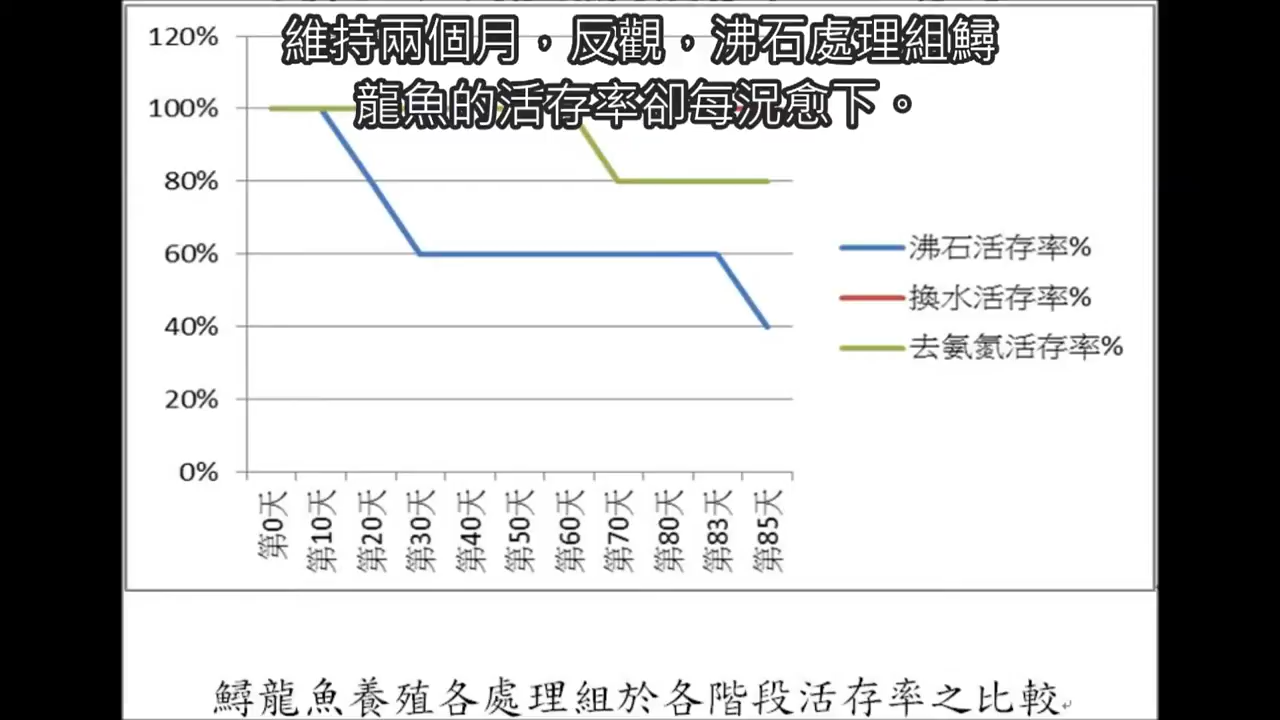 維持兩個月，反觀，沸石處理組鱘
龍魚的活存率卻每況愈下。
120%
100%
80%
60%
40%
20%
0%
第0天
第10天
第20天
第30天
第40天
第50天
第60天
第70天
第80天
第83天
第85天
沸石活存率%
換水活存率%
去氨氮活存率%
鱘龍魚養殖各處理組於各階段活存率之比較